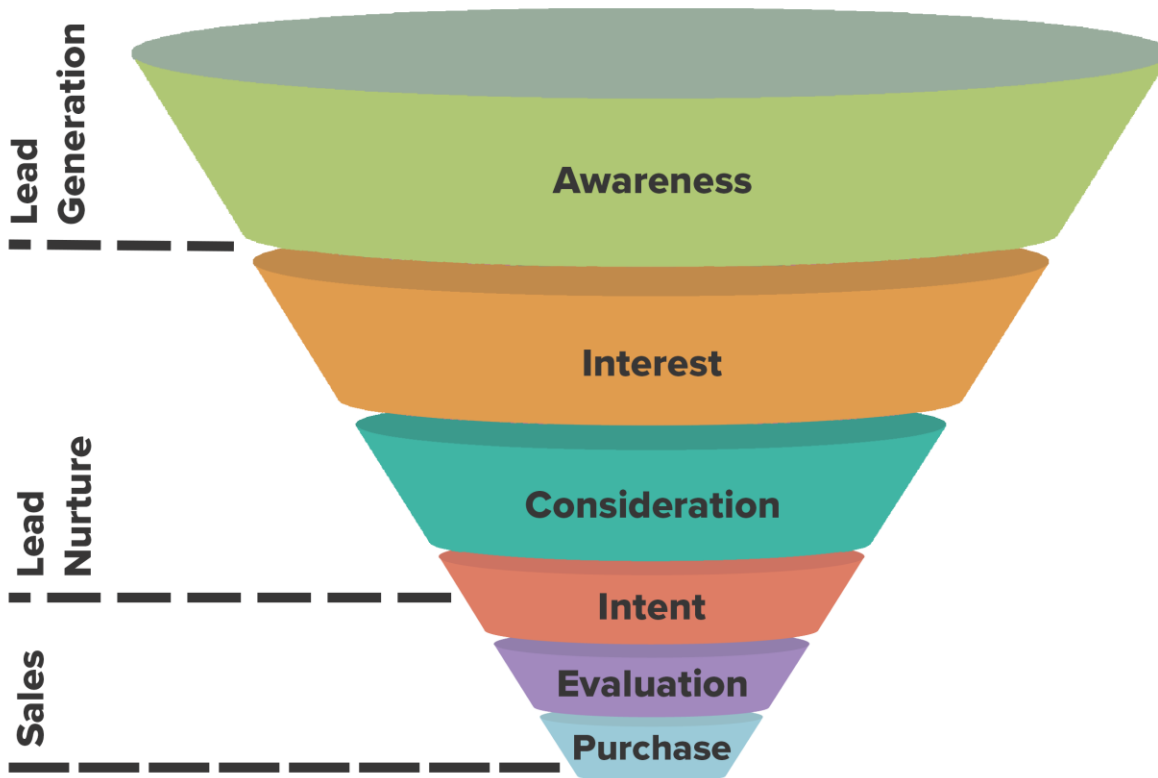 Lead
Generation
Awareness
Interest
Lead
Nurture
Consideration
Intent
Sales
Evaluation
Purchase